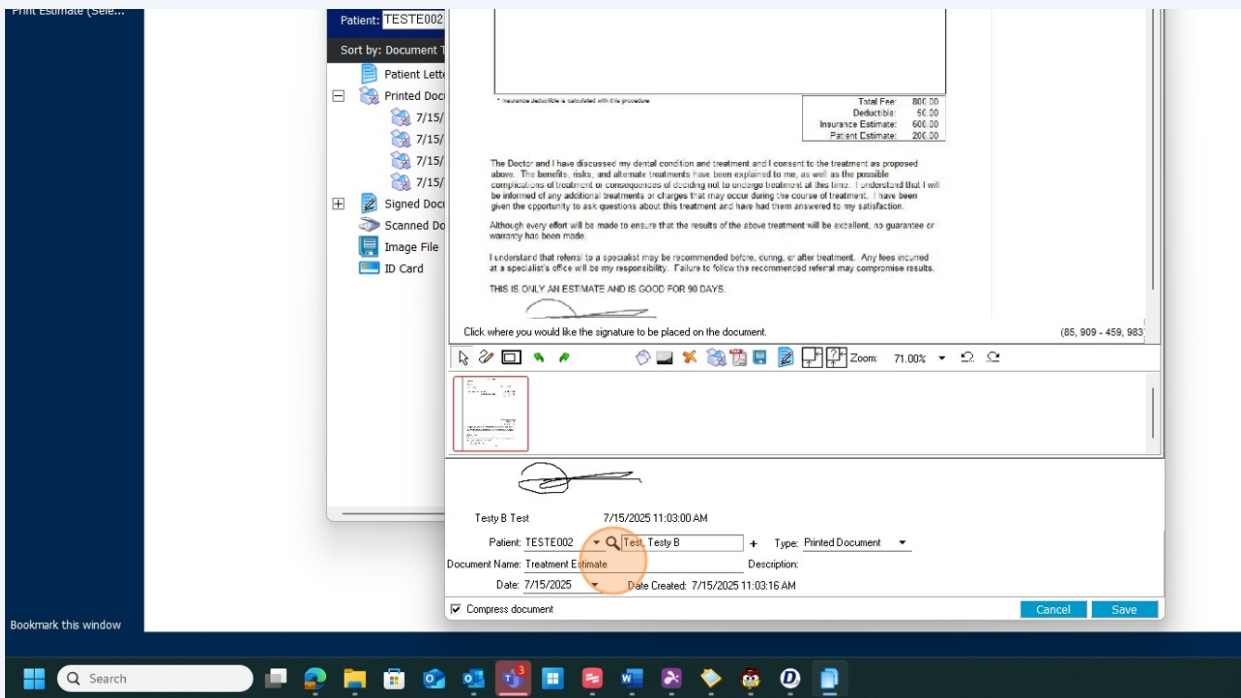 Print Estimate (Sele...
Patient: TESTE002
Sort by: Document T
Patient Lette
Printed Doc
7/15/
7/15/
7/15/
7/15/
Signed Docu
Scanned Do
Image File
ID Card
* Insurance deductible is calculated with this procedure.
Total Fee: 800.00
Deductible: 50.00
Insurance Estimate: 600.00
Patient Estimate: 200.00
The Doctor and I have discussed my dental condition and treatment and I consent to the treatment as proposed
above. The benefits, risks, and alternate treatments have been explained to me, as well as the possible
complications of treatment or consequences of deciding not to undergo treatment at this time. I understand that I will
be informed of any additional treatments or charges that may occur during the course of treatment. I have been
given the opportunity to ask questions about this treatment and have had them answered to my satisfaction.
Although every effort will be made to ensure that the results of the above treatment will be excellent, no guarantee or
warranty has been made.
I understand that referral to a specialist may be recommended before, during, or after treatment. Any fees incurred
at a specialist's office will be my responsibility. Failure to follow the recommended referral may compromise results.
THIS IS ONLY AN ESTIMATE AND IS GOOD FOR 90 DAYS.
Click where you would like the signature to be placed on the document.
(85, 909 - 459, 983)
Zoom: 71.00%
Testy B Test 7/15/2025 11:03:00 AM
Patient: TESTE002 Test, Testy B + Type: Printed Document
Document Name: Treatment Estimate Description:
Date: 7/15/2025 Date Created: 7/15/2025 11:03:16 AM
Compress document
Cancel Save
Bookmark this window
Search
3